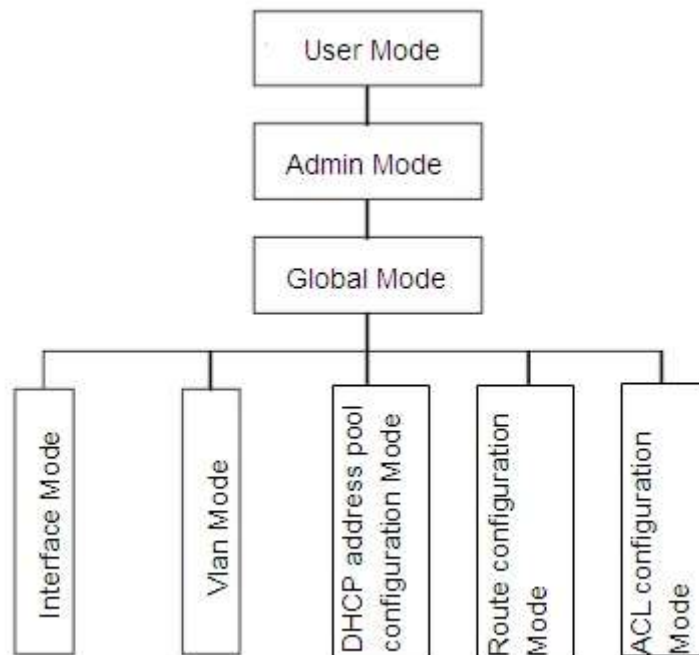 User Mode
Admin Mode
Global Mode
Interface Mode
Vlan Mode
DHCP address pool
configuration Mode
Route configuration
Mode
ACL configuration
Mode